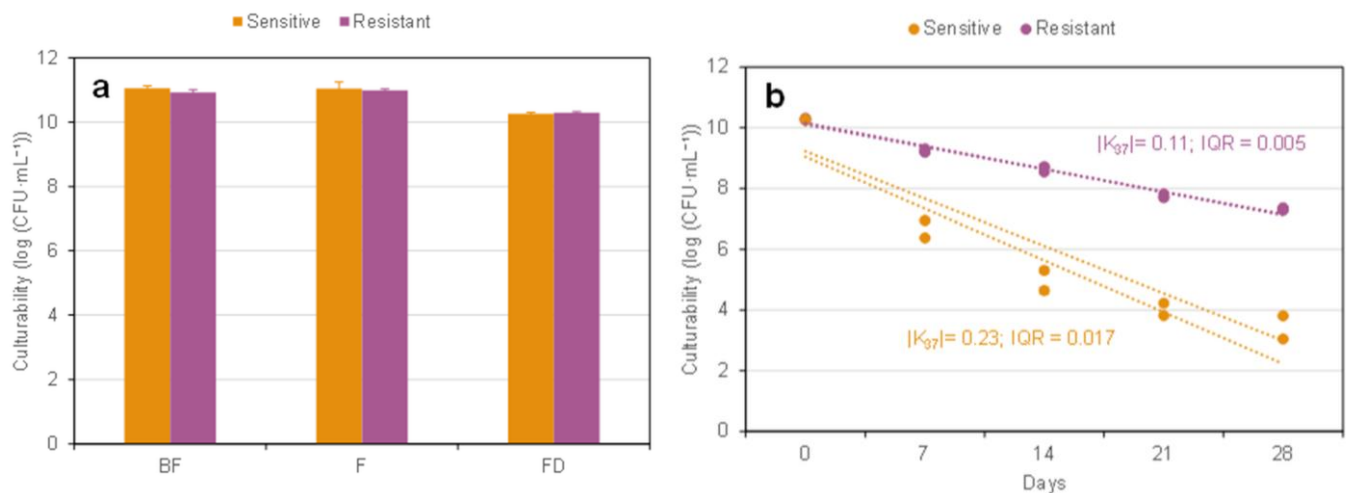 Sensitive Resistant
a
Culturability (log (CFU·mL⁻¹))
12
10
8
6
4
2
0
BF F FD
Sensitive Resistant
b
Culturability (log (CFU·mL⁻¹))
12
10
8
6
4
2
0
|K₃₇|= 0.11; IQR = 0.005
|K₃₇|= 0.23; IQR = 0.017
0 7 14 21 28
Days